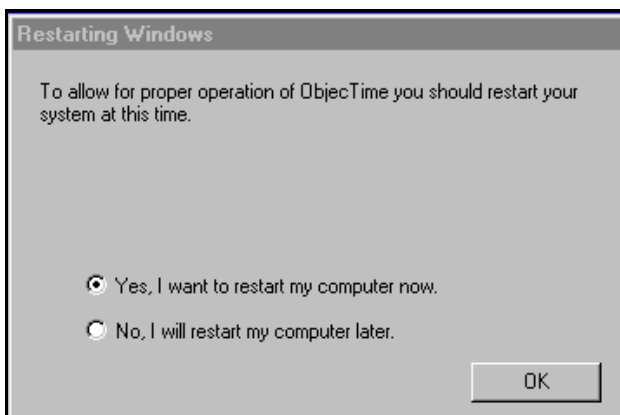 Restarting Windows
To allow for proper operation of ObjecTime you should restart your
system at this time.
Yes, I want to restart my computer now.
No, I will restart my computer later.
OK